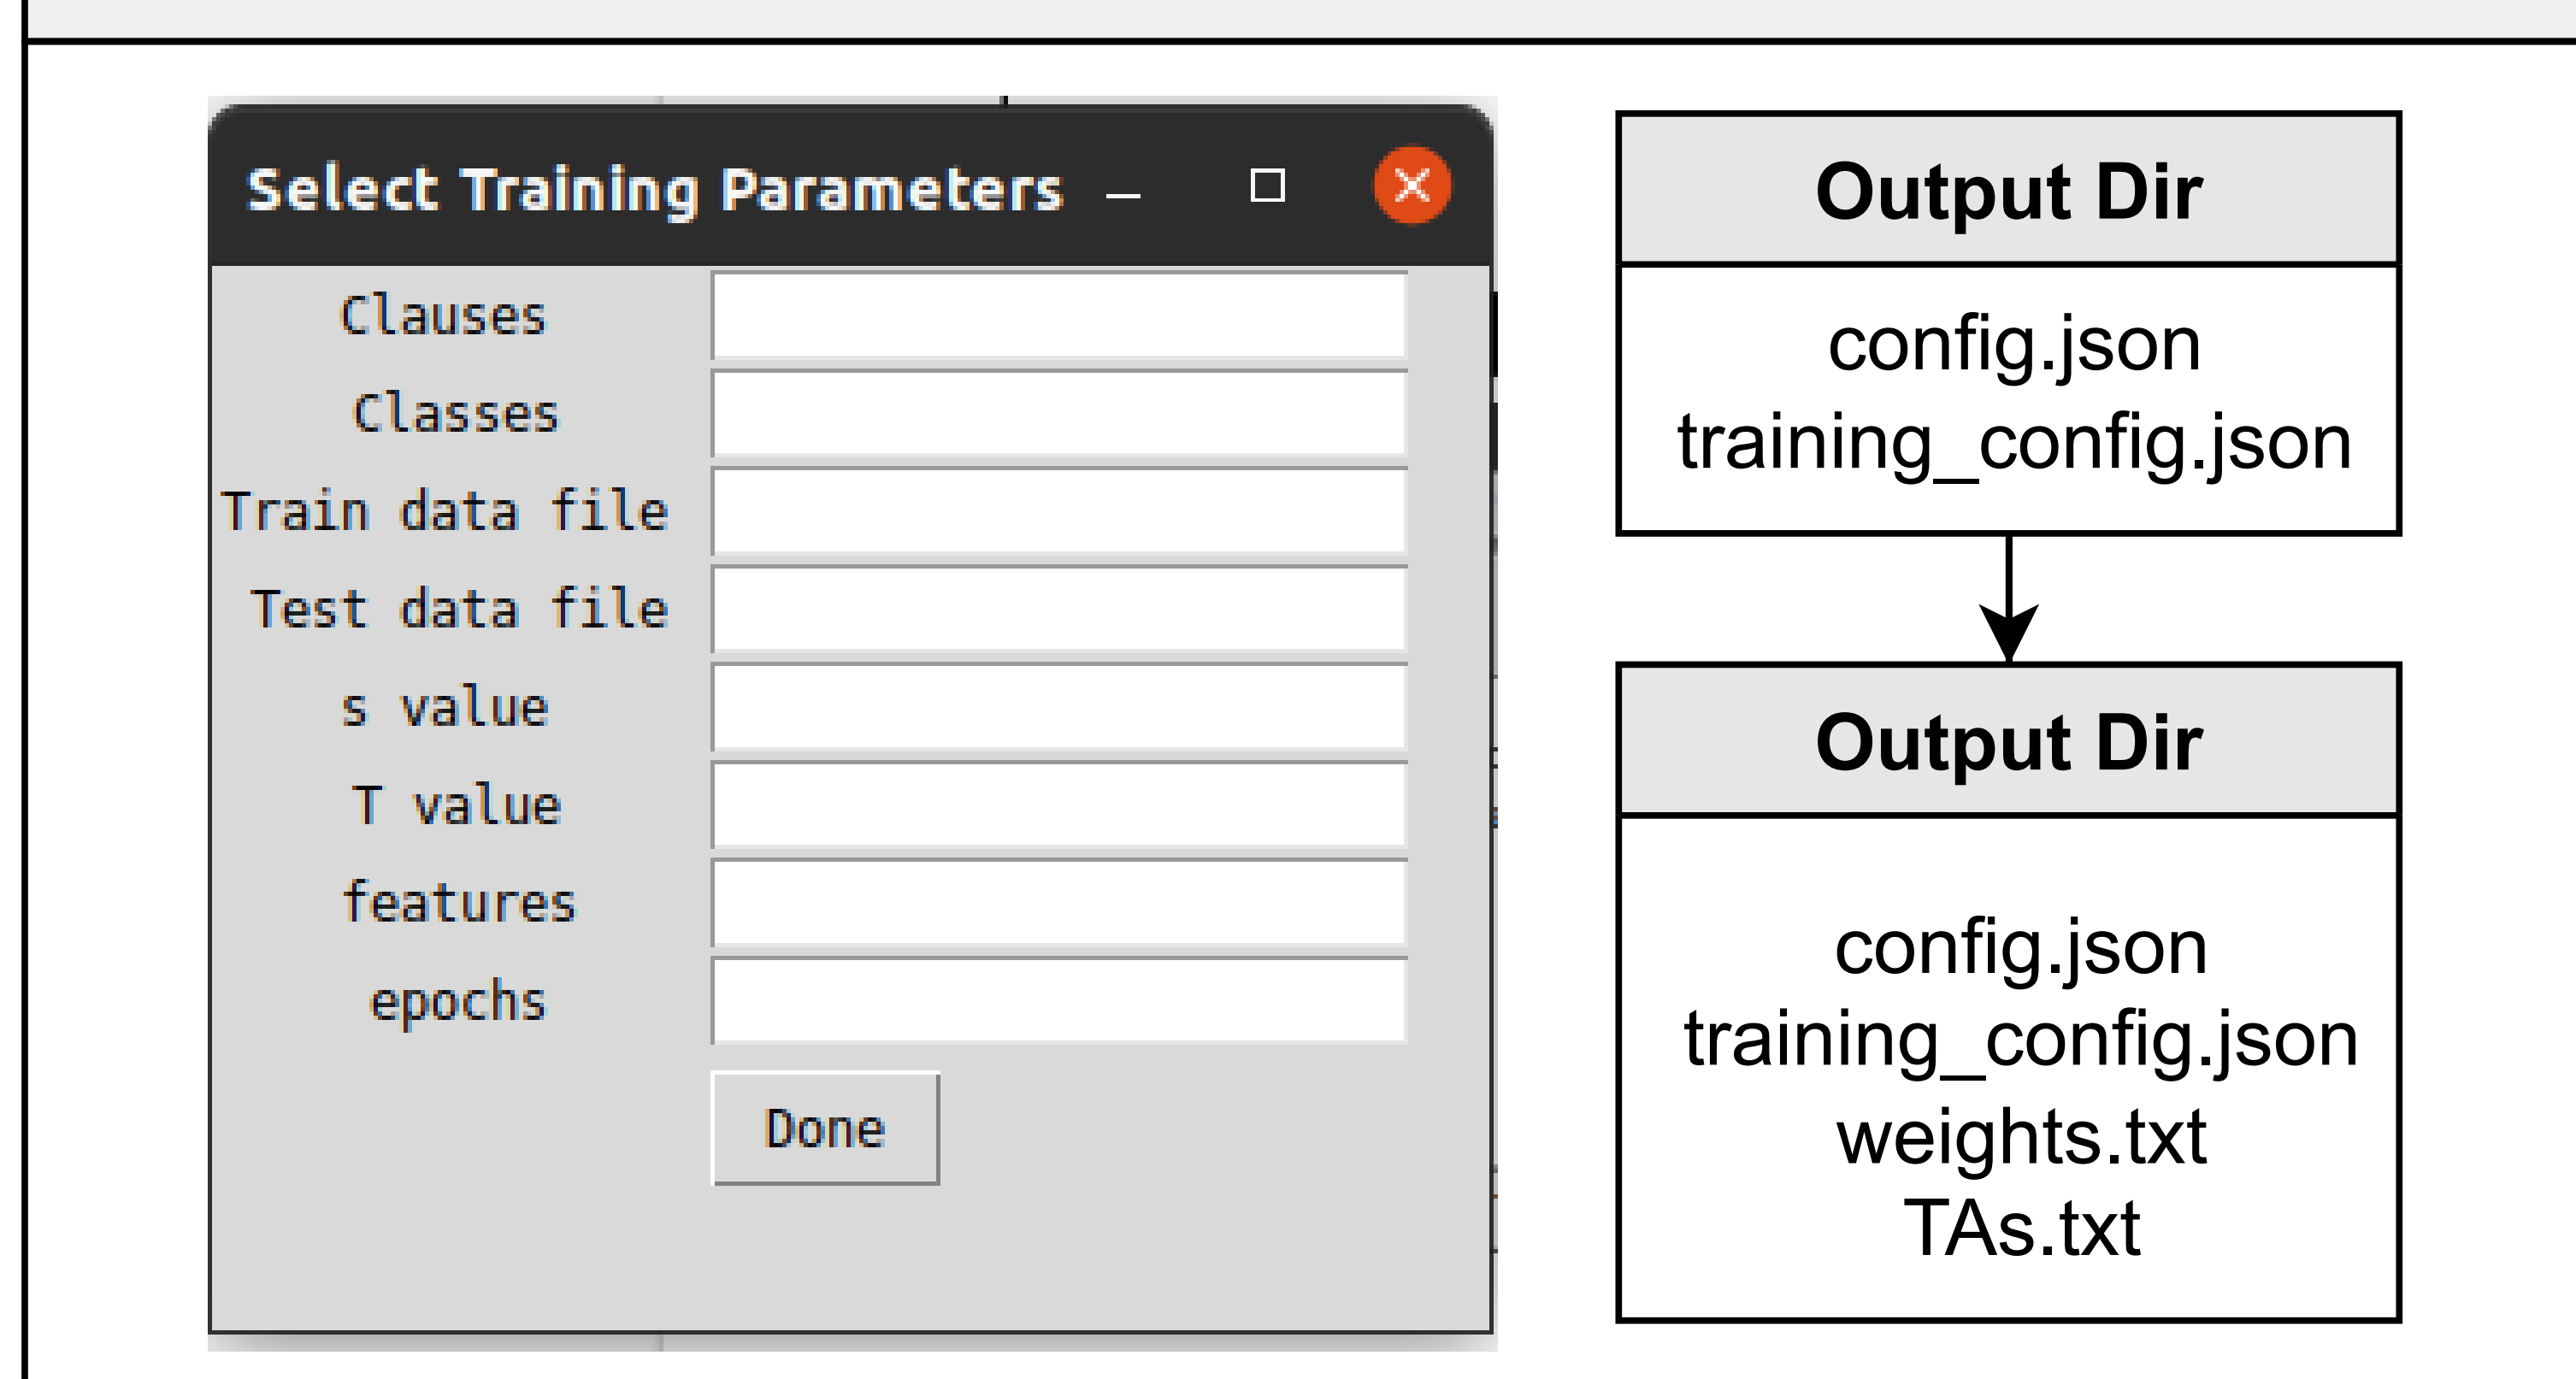 Select Training Parameters
Clauses
Classes
Train data file
Test data file
s value
T value
features
epochs
Done
Output Dir
config.json
training_config.json
Output Dir
config.json
training_config.json
weights.txt
TAs.txt